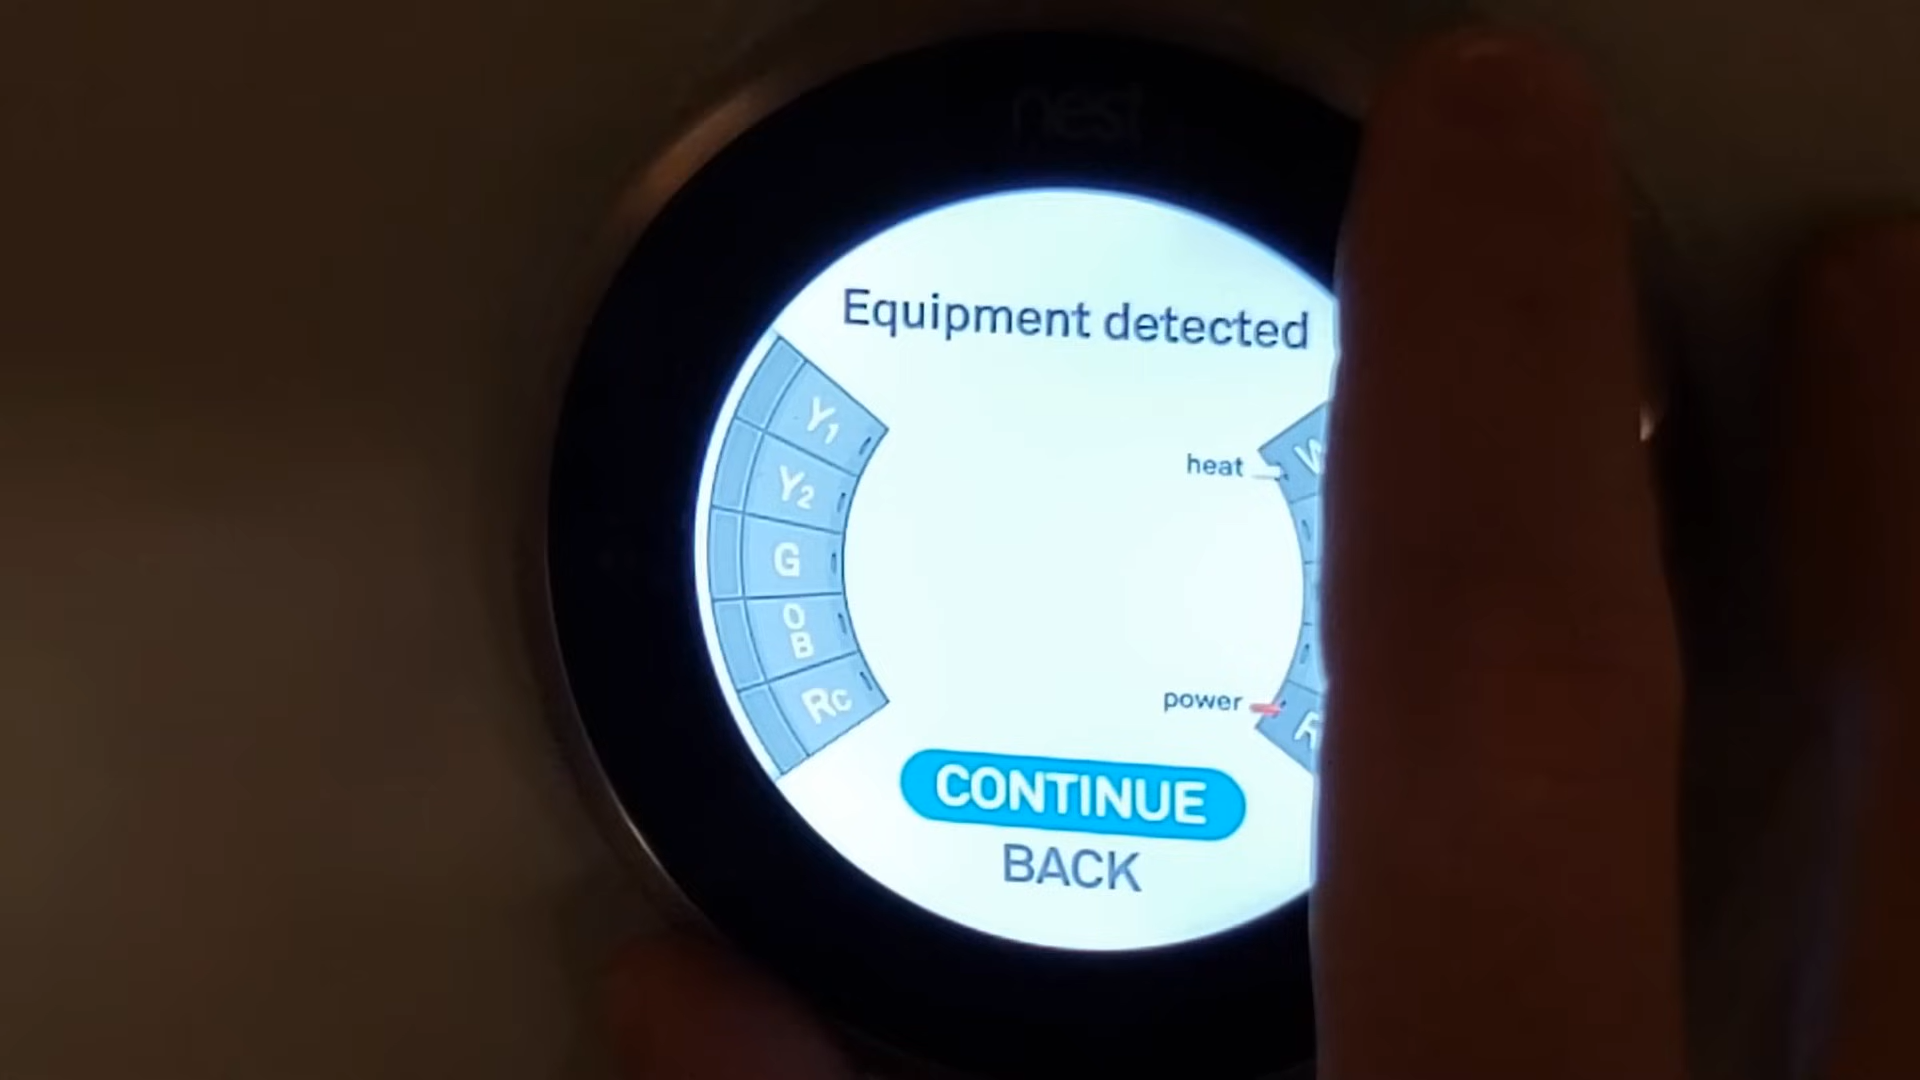 nest
Equipment detected
Y1
Y2
G
O
B
Rc
heat
W
power
R
CONTINUE
BACK